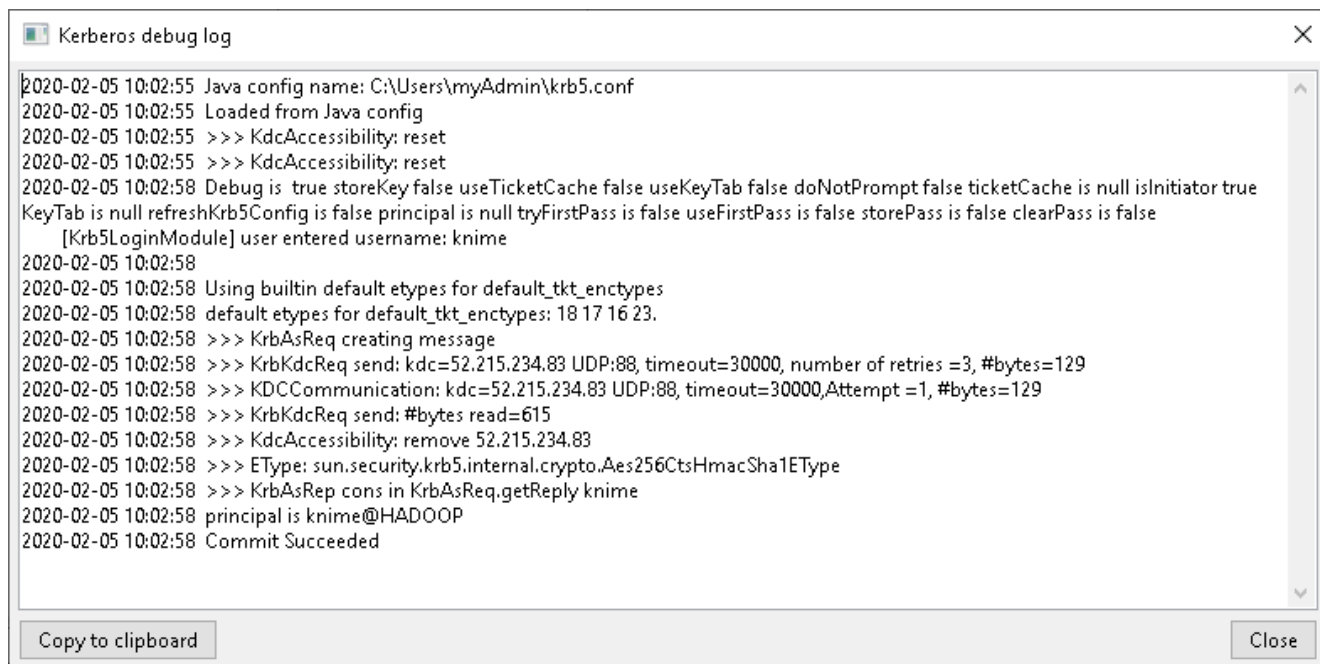 Kerberos debug log
2020-02-05 10:02:55 Java config name: C:\Users\myAdmin\krb5.conf
2020-02-05 10:02:55 Loaded from Java config
2020-02-05 10:02:55 >>> KdcAccessibility: reset
2020-02-05 10:02:55 >>> KdcAccessibility: reset
2020-02-05 10:02:58 Debug is  true storeKey false useTicketCache false useKeyTab false doNotPrompt false ticketCache is null isInitiator true
KeyTab is null refreshKrb5Config is false principal is null tryFirstPass is false useFirstPass is false storePass is false clearPass is false
[Krb5LoginModule] user entered username: knime
2020-02-05 10:02:58
2020-02-05 10:02:58 Using builtin default etypes for default_tkt_enctypes
2020-02-05 10:02:58 default etypes for default_tkt_enctypes: 18 17 16 23.
2020-02-05 10:02:58 >>> KrbAsReq creating message
2020-02-05 10:02:58 >>> KrbKdcReq send: kdc=52.215.234.83 UDP:88, timeout=30000, number of retries =3, #bytes=129
2020-02-05 10:02:58 >>> KDCCommunication: kdc=52.215.234.83 UDP:88, timeout=30000,Attempt =1, #bytes=129
2020-02-05 10:02:58 >>> KrbKdcReq send: #bytes read=615
2020-02-05 10:02:58 >>> KdcAccessibility: remove 52.215.234.83
2020-02-05 10:02:58 >>> EType: sun.security.krb5.internal.crypto.Aes256CtsHmacSha1EType
2020-02-05 10:02:58 >>> KrbAsRep cons in KrbAsReq.getReply knime
2020-02-05 10:02:58 principal is knime@HADOOP
2020-02-05 10:02:58 Commit Succeeded
Copy to clipboard
Close